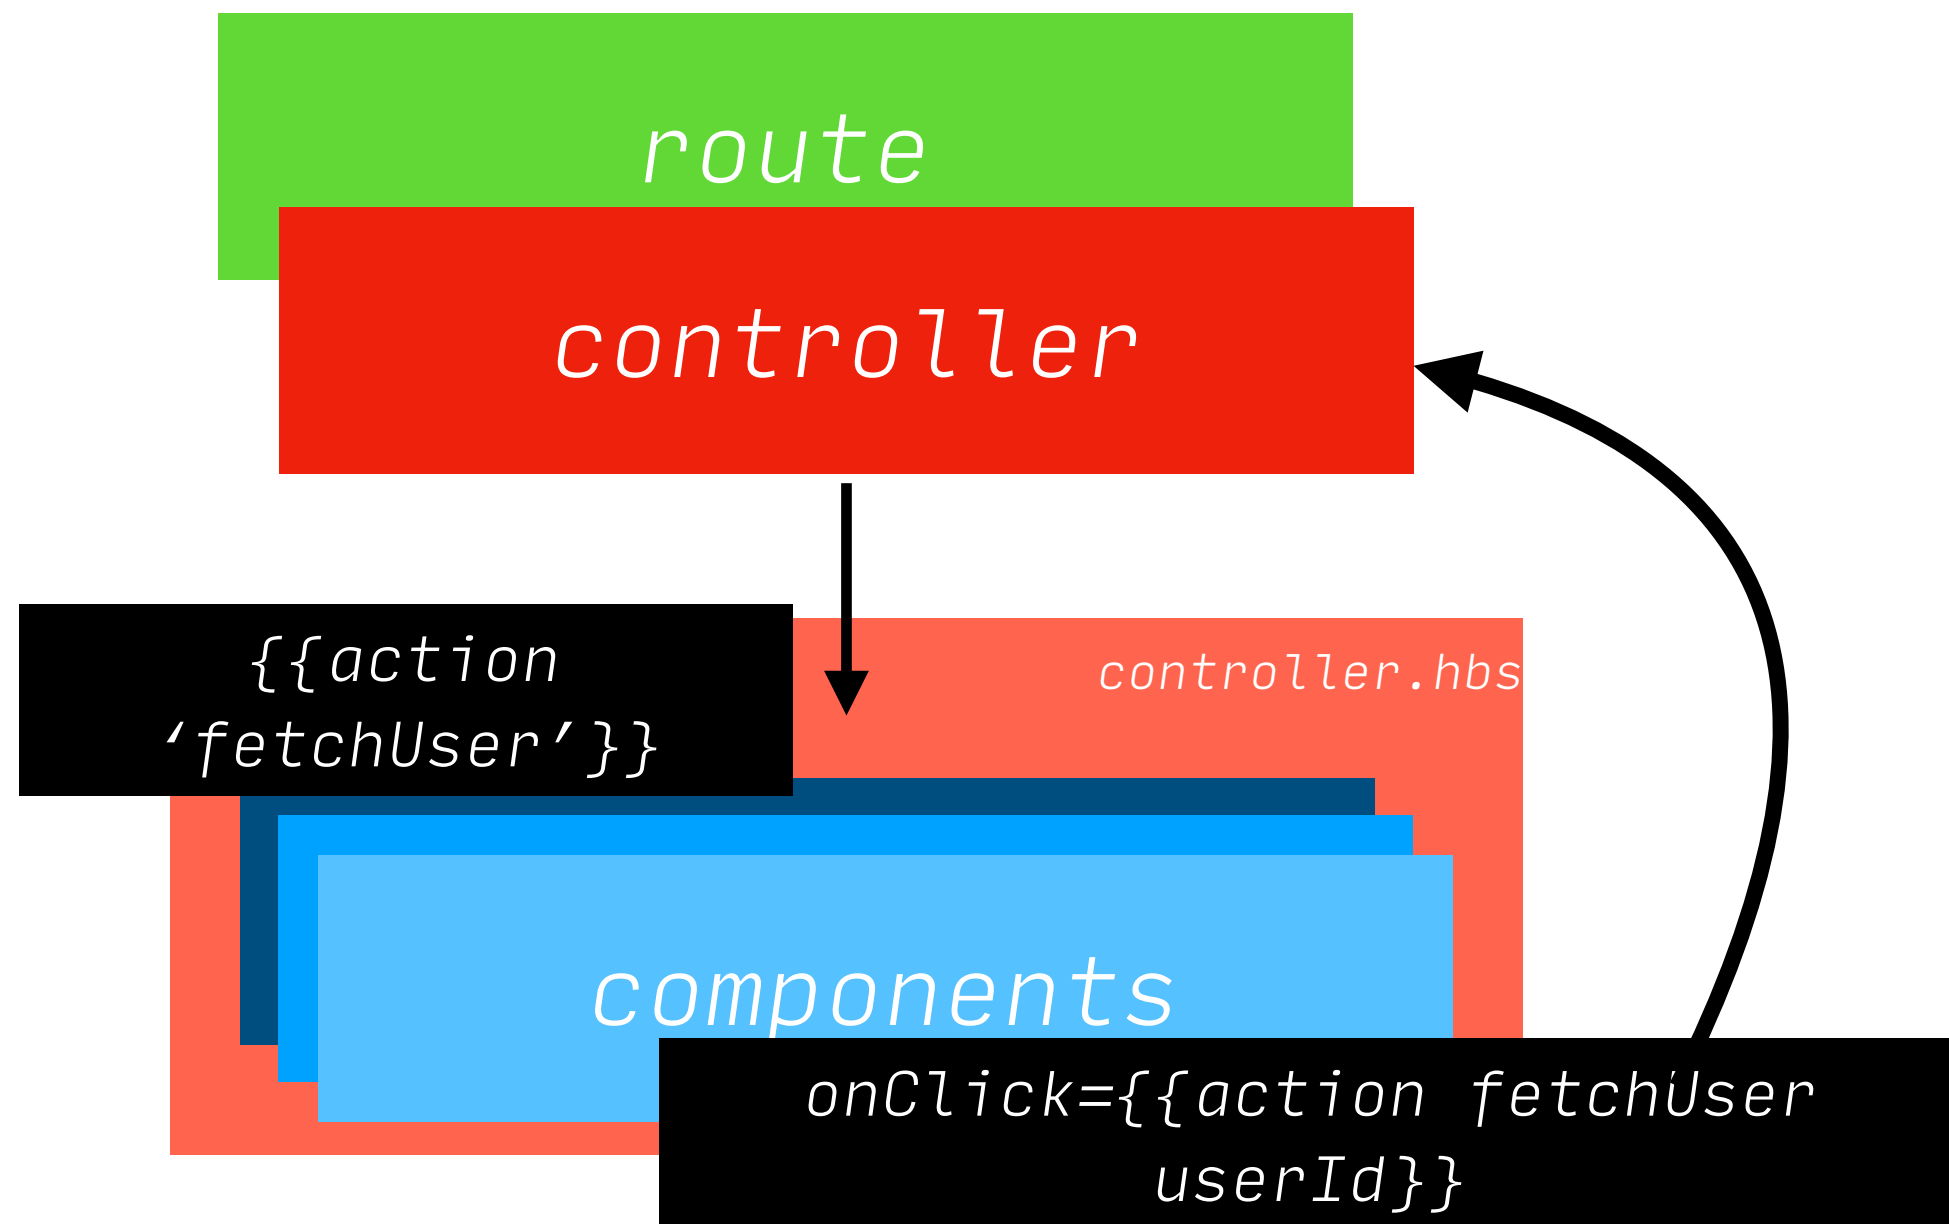 route
controller
{{action
‘fetchUser’}}
controller.hbs
components
onClick={{action fetchUser
userId}}